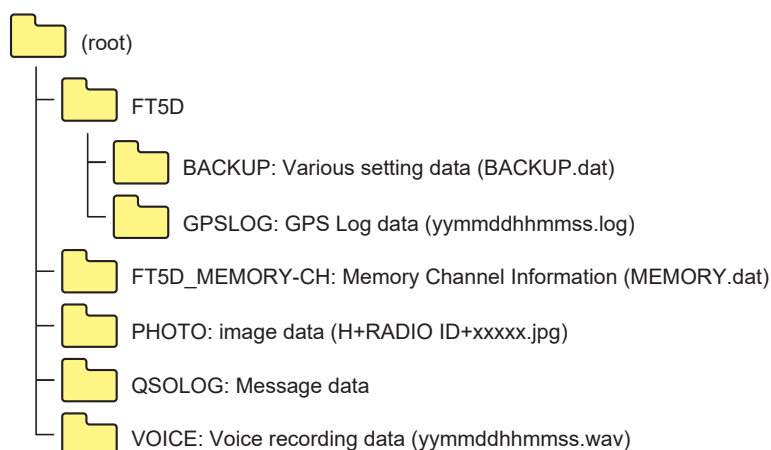 (root)
FT5D
BACKUP: Various setting data (BACKUP.dat)
GPSLOG: GPS Log data (yymmddhhmmss.log)
FT5D_MEMORY-CH: Memory Channel Information (MEMORY.dat)
PHOTO: image data (H+RADIO ID+xxxxx.jpg)
QSOLOG: Message data
VOICE: Voice recording data (yymmddhhmmss.wav)